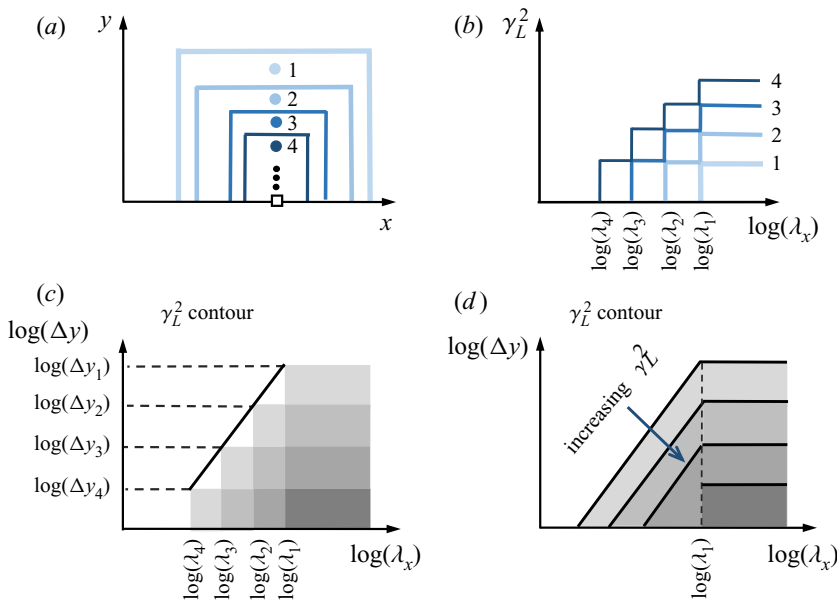 (a)
y
1
2
3
4
x
(b)
γ_L^2
4
3
2
1
log(λ_4)
log(λ_3)
log(λ_2)
log(λ_1)
log(λ_x)
(c)
γ_L^2 contour
log(Δy)
log(Δy_1)
log(Δy_2)
log(Δy_3)
log(Δy_4)
log(λ_4)
log(λ_3)
log(λ_2)
log(λ_1)
log(λ_x)
(d)
γ_L^2 contour
log(Δy)
increasing γ_L^2
log(λ_1)
log(λ_x)